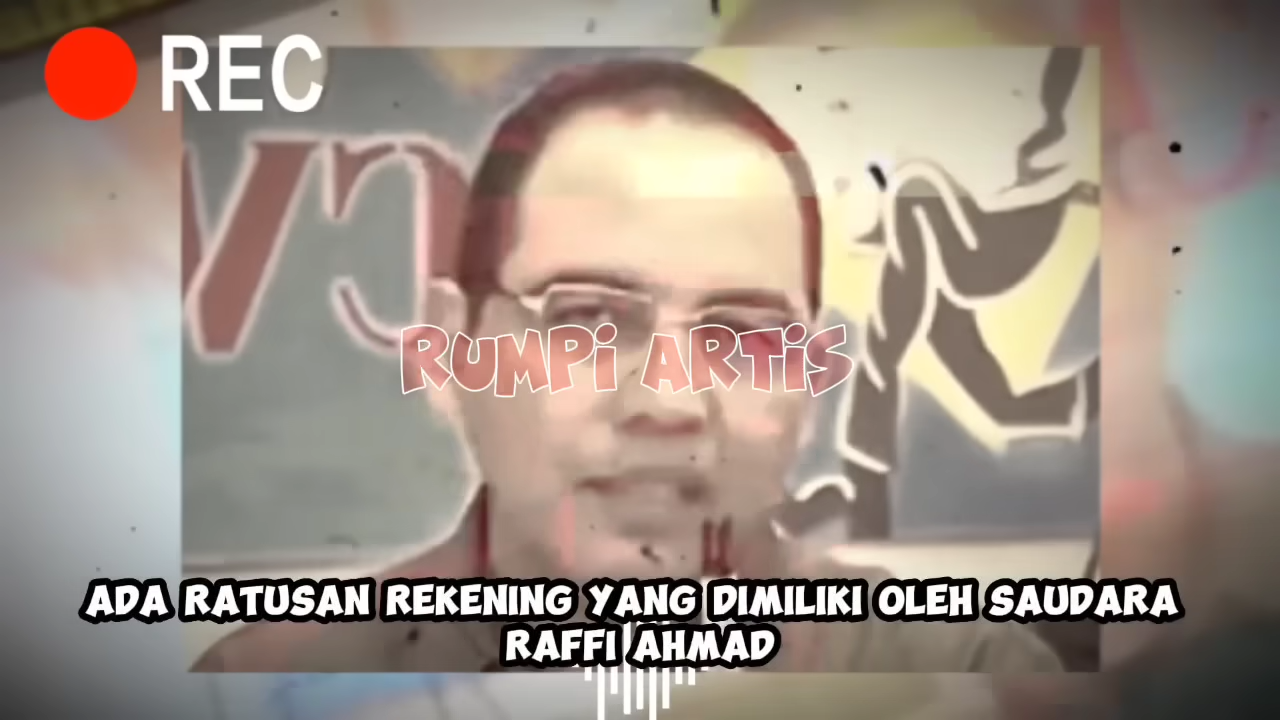 REC
RUMPi ARTiS
ADA RATUSAN REKENING YANG DIMILIKI OLEH SAUDARA
RAFFI AHMAD